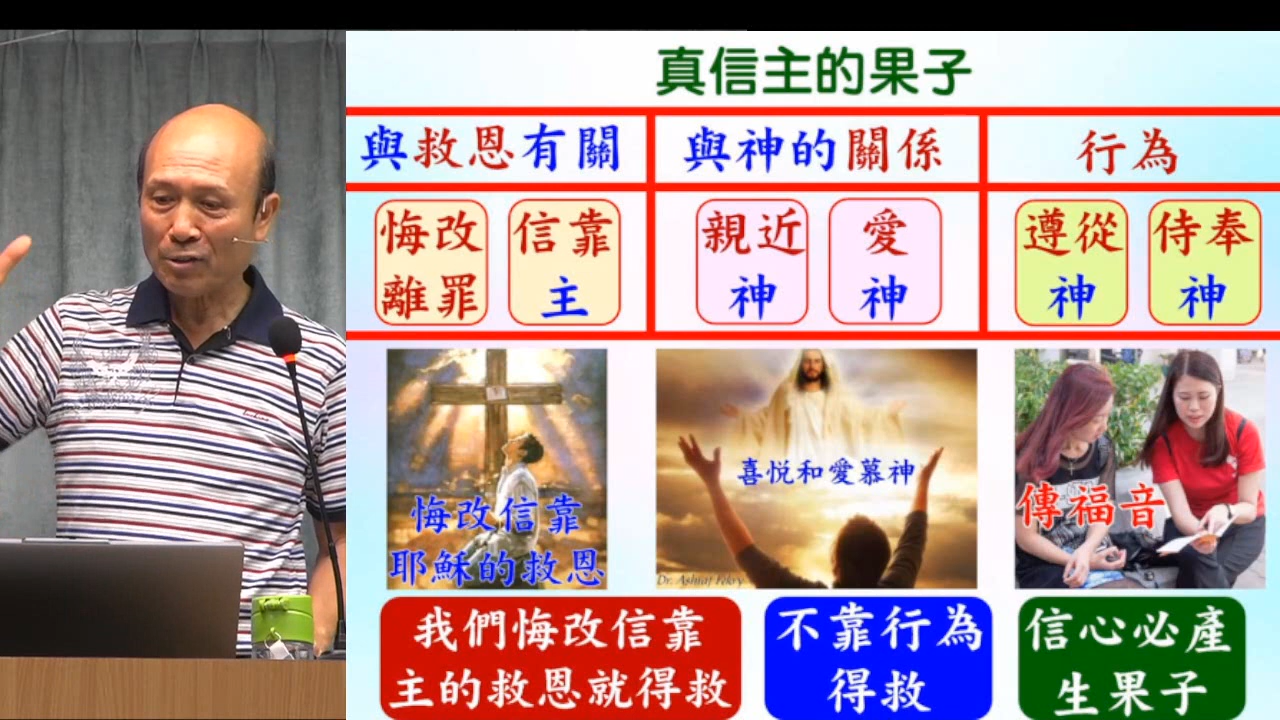 真信主的果子
與救恩有關
與神的關係
行為
悔改
離罪
信靠
主
親近
神
愛
神
遵從
神
侍奉
神
悔改信靠
耶穌的救恩
喜悅和愛慕神
Dr. Ashraf Fekry
傳福音
我們悔改信靠
主的救恩就得救
不靠行為
得救
信心必產
生果子